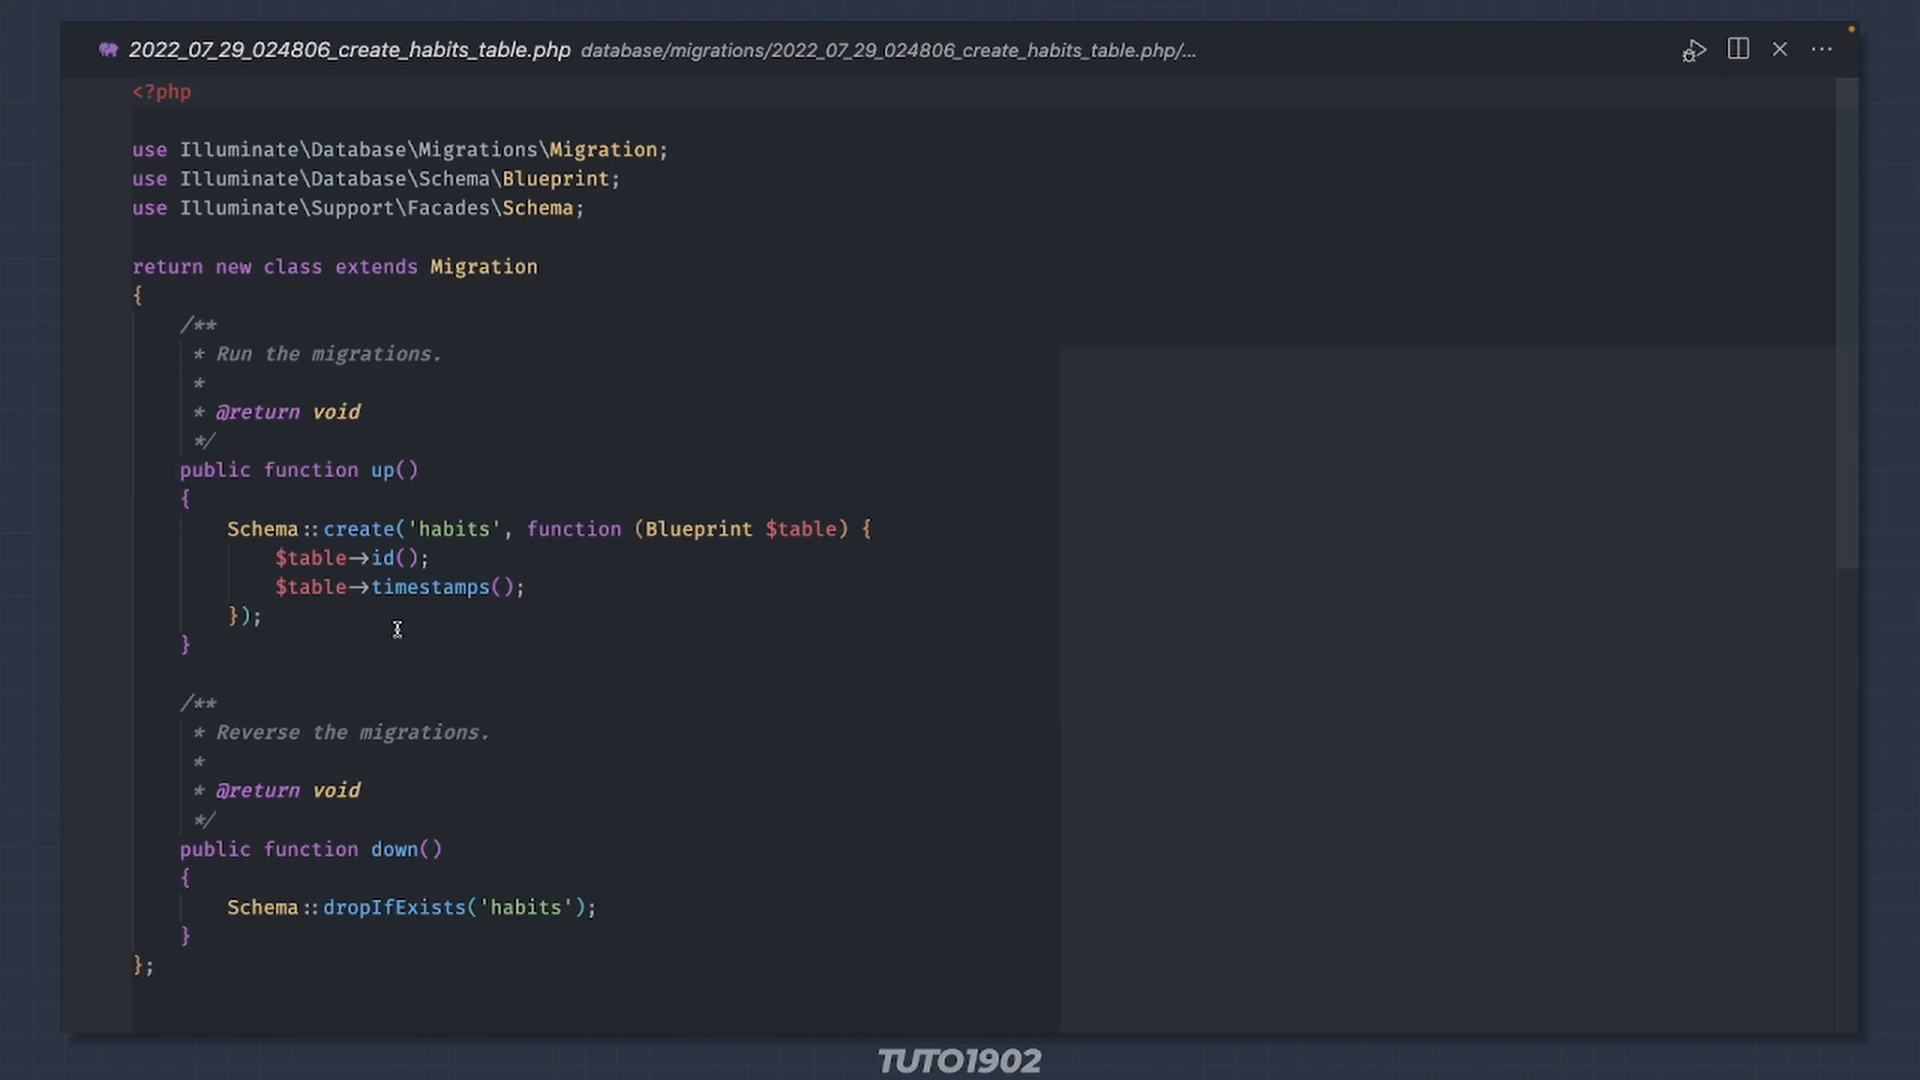 2022_07_29_024806_create_habits_table.php database/migrations/2022_07_29_024806_create_habits_table.php/...
<?php
use Illuminate\Database\Migrations\Migration;
use Illuminate\Database\Schema\Blueprint;
use Illuminate\Support\Facades\Schema;
return new class extends Migration
{
/**
* Run the migrations.
*
* @return void
*/
public function up()
{
Schema::create('habits', function (Blueprint $table) {
$table->id();
$table->timestamps();
});
}
/**
* Reverse the migrations.
*
* @return void
*/
public function down()
{
Schema::dropIfExists('habits');
}
};
TUTO1902